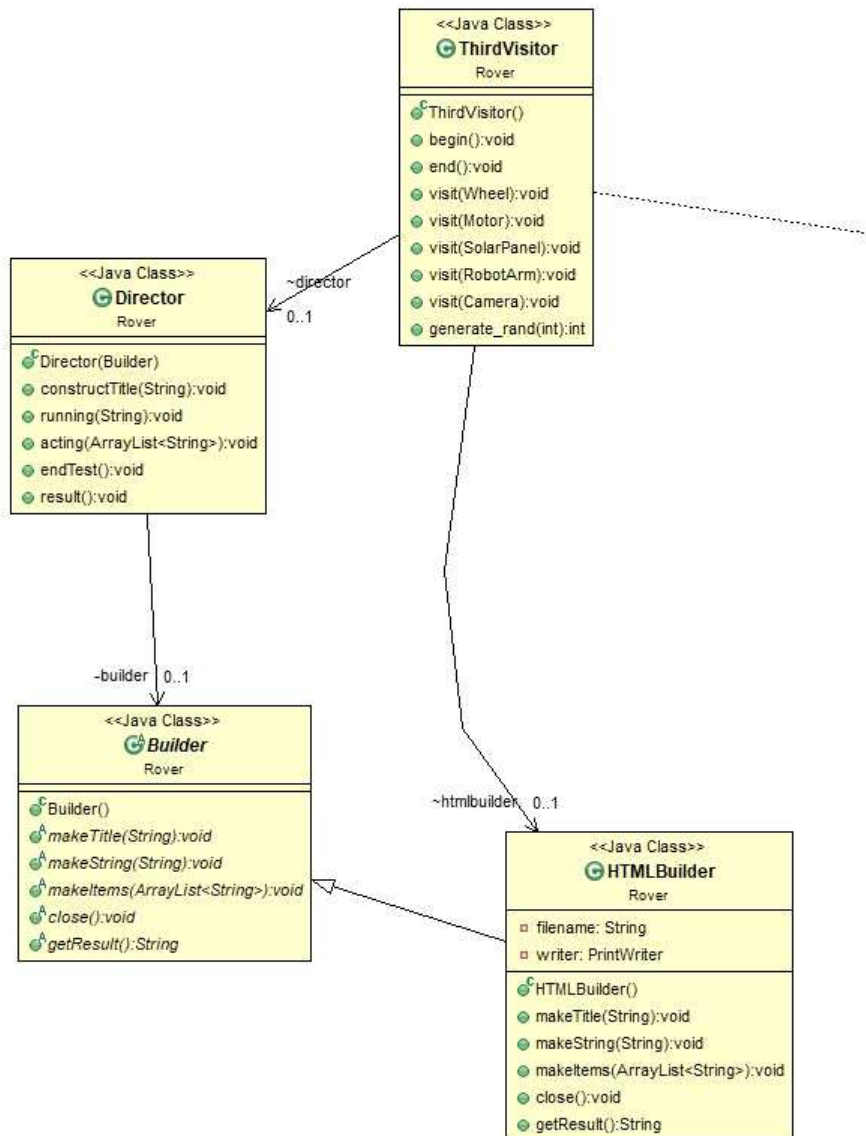 <<Java Class>>
ThirdVisitor
Rover
ThirdVisitor()
begin():void
end():void
visit(Wheel):void
visit(Motor):void
visit(SolarPanel):void
visit(RobotArm):void
visit(Camera):void
generate_rand(int):int
~director
0..1
<<Java Class>>
Director
Rover
Director(Builder)
constructTitle(String):void
running(String):void
acting(ArrayList<String>):void
endTest():void
result():void
-builder 0..1
<<Java Class>>
Builder
Rover
Builder()
makeTitle(String):void
makeString(String):void
makeItems(ArrayList<String>):void
close():void
getResult():String
~htmlbuilder 0..1
<<Java Class>>
HTMLBuilder
Rover
filename: String
writer: PrintWriter
HTMLBuilder()
makeTitle(String):void
makeString(String):void
makeItems(ArrayList<String>):void
close():void
getResult():String